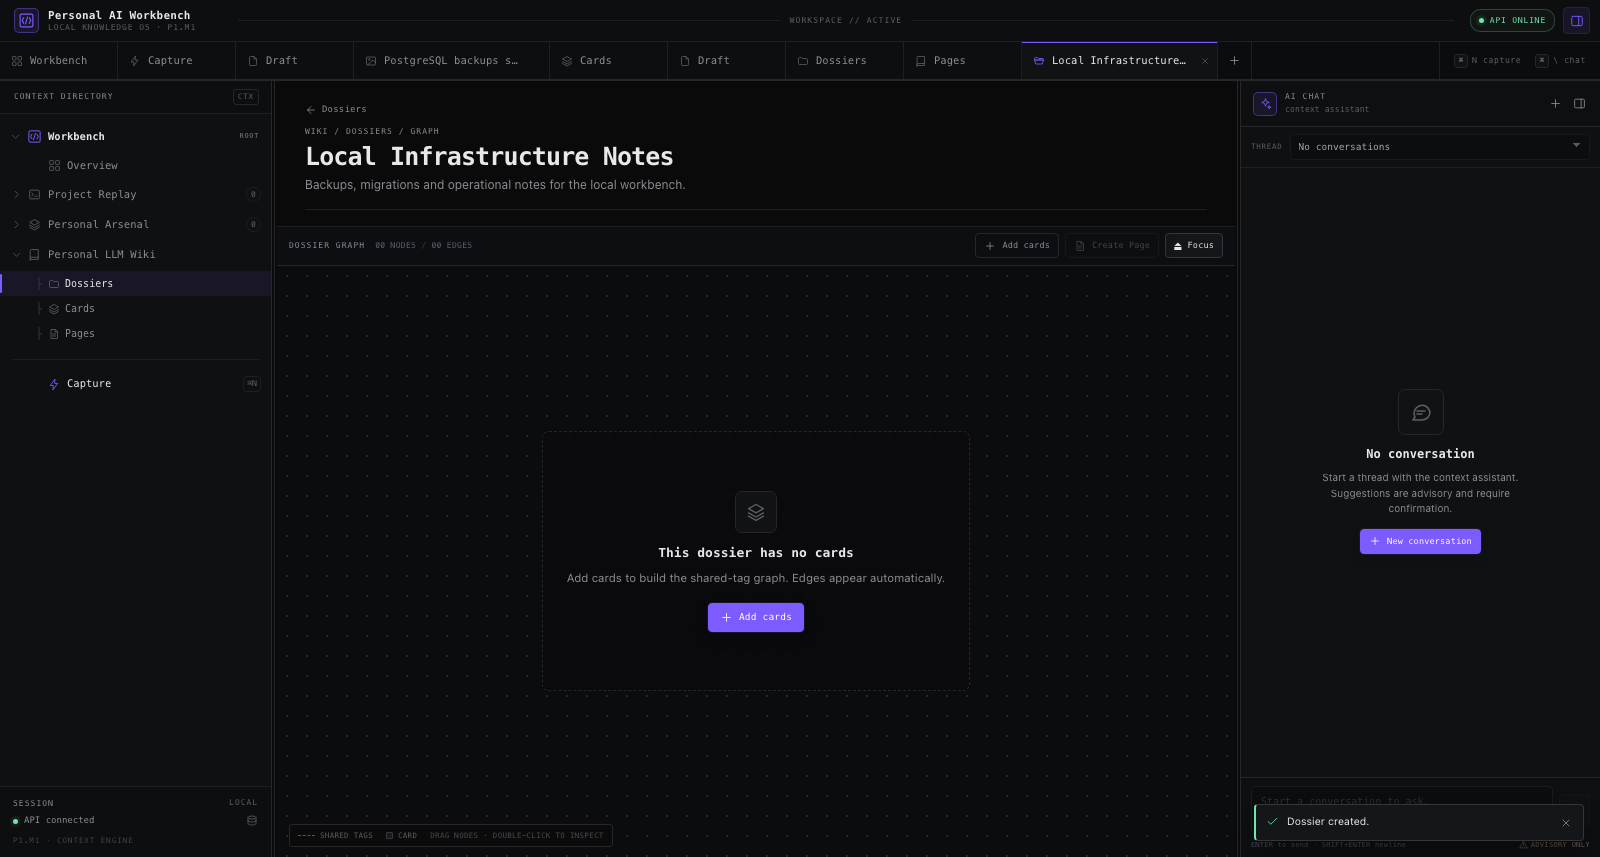 Personal AI Workbench
LOCAL KNOWLEDGE OS · P1.M1
WORKSPACE // ACTIVE
API ONLINE
Workbench
Capture
Draft
PostgreSQL backups s…
Cards
Draft
Dossiers
Pages
Local Infrastructure…
⌘ N capture
⌘ \ chat
CONTEXT DIRECTORY
CTX
Workbench
ROOT
Overview
Project Replay
0
Personal Arsenal
0
Personal LLM Wiki
Dossiers
Cards
Pages
Capture
⌘N
SESSION
LOCAL
API connected
P1.M1 · CONTEXT ENGINE
← Dossiers
WIKI / DOSSIERS / GRAPH
Local Infrastructure Notes
Backups, migrations and operational notes for the local workbench.
DOSSIER GRAPH 00 NODES / 00 EDGES
+ Add cards
Create Page
Focus
This dossier has no cards
Add cards to build the shared-tag graph. Edges appear automatically.
+ Add cards
SHARED TAGS
CARD
DRAG NODES · DOUBLE-CLICK TO INSPECT
AI CHAT
context assistant
THREAD
No conversations
No conversation
Start a thread with the context assistant.
Suggestions are advisory and require
confirmation.
+ New conversation
Start a conversation to ask
Dossier created.
ENTER to send · SHIFT+ENTER newline
ADVISORY ONLY